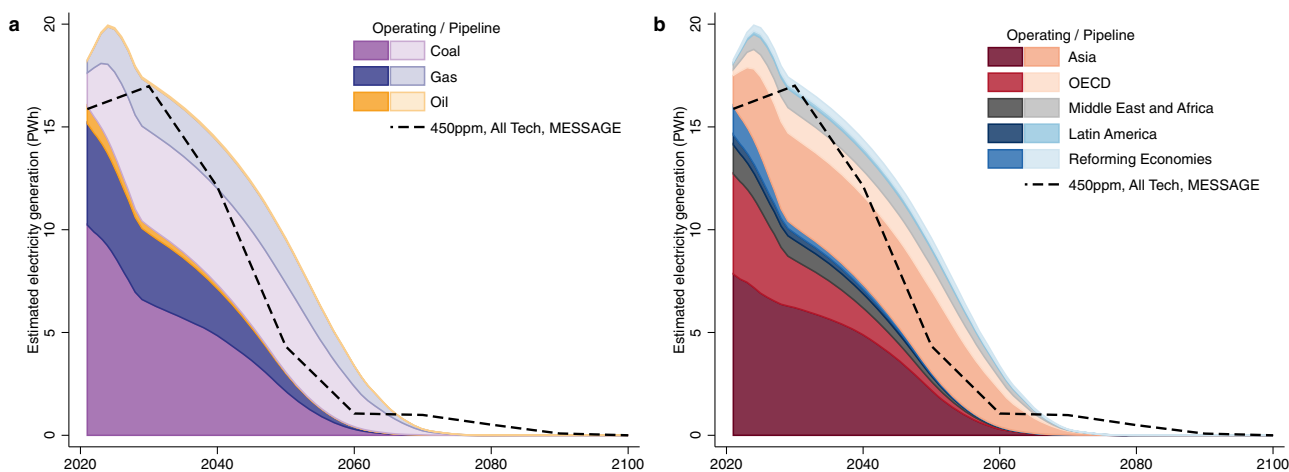 a
Estimated electricity generation (PWh)
20
15
10
5
0
2020
2040
2060
2080
2100
Operating / Pipeline
Coal
Gas
Oil
450ppm, All Tech, MESSAGE
b
Estimated electricity generation (PWh)
20
15
10
5
0
2020
2040
2060
2080
2100
Operating / Pipeline
Asia
OECD
Middle East and Africa
Latin America
Reforming Economies
450ppm, All Tech, MESSAGE